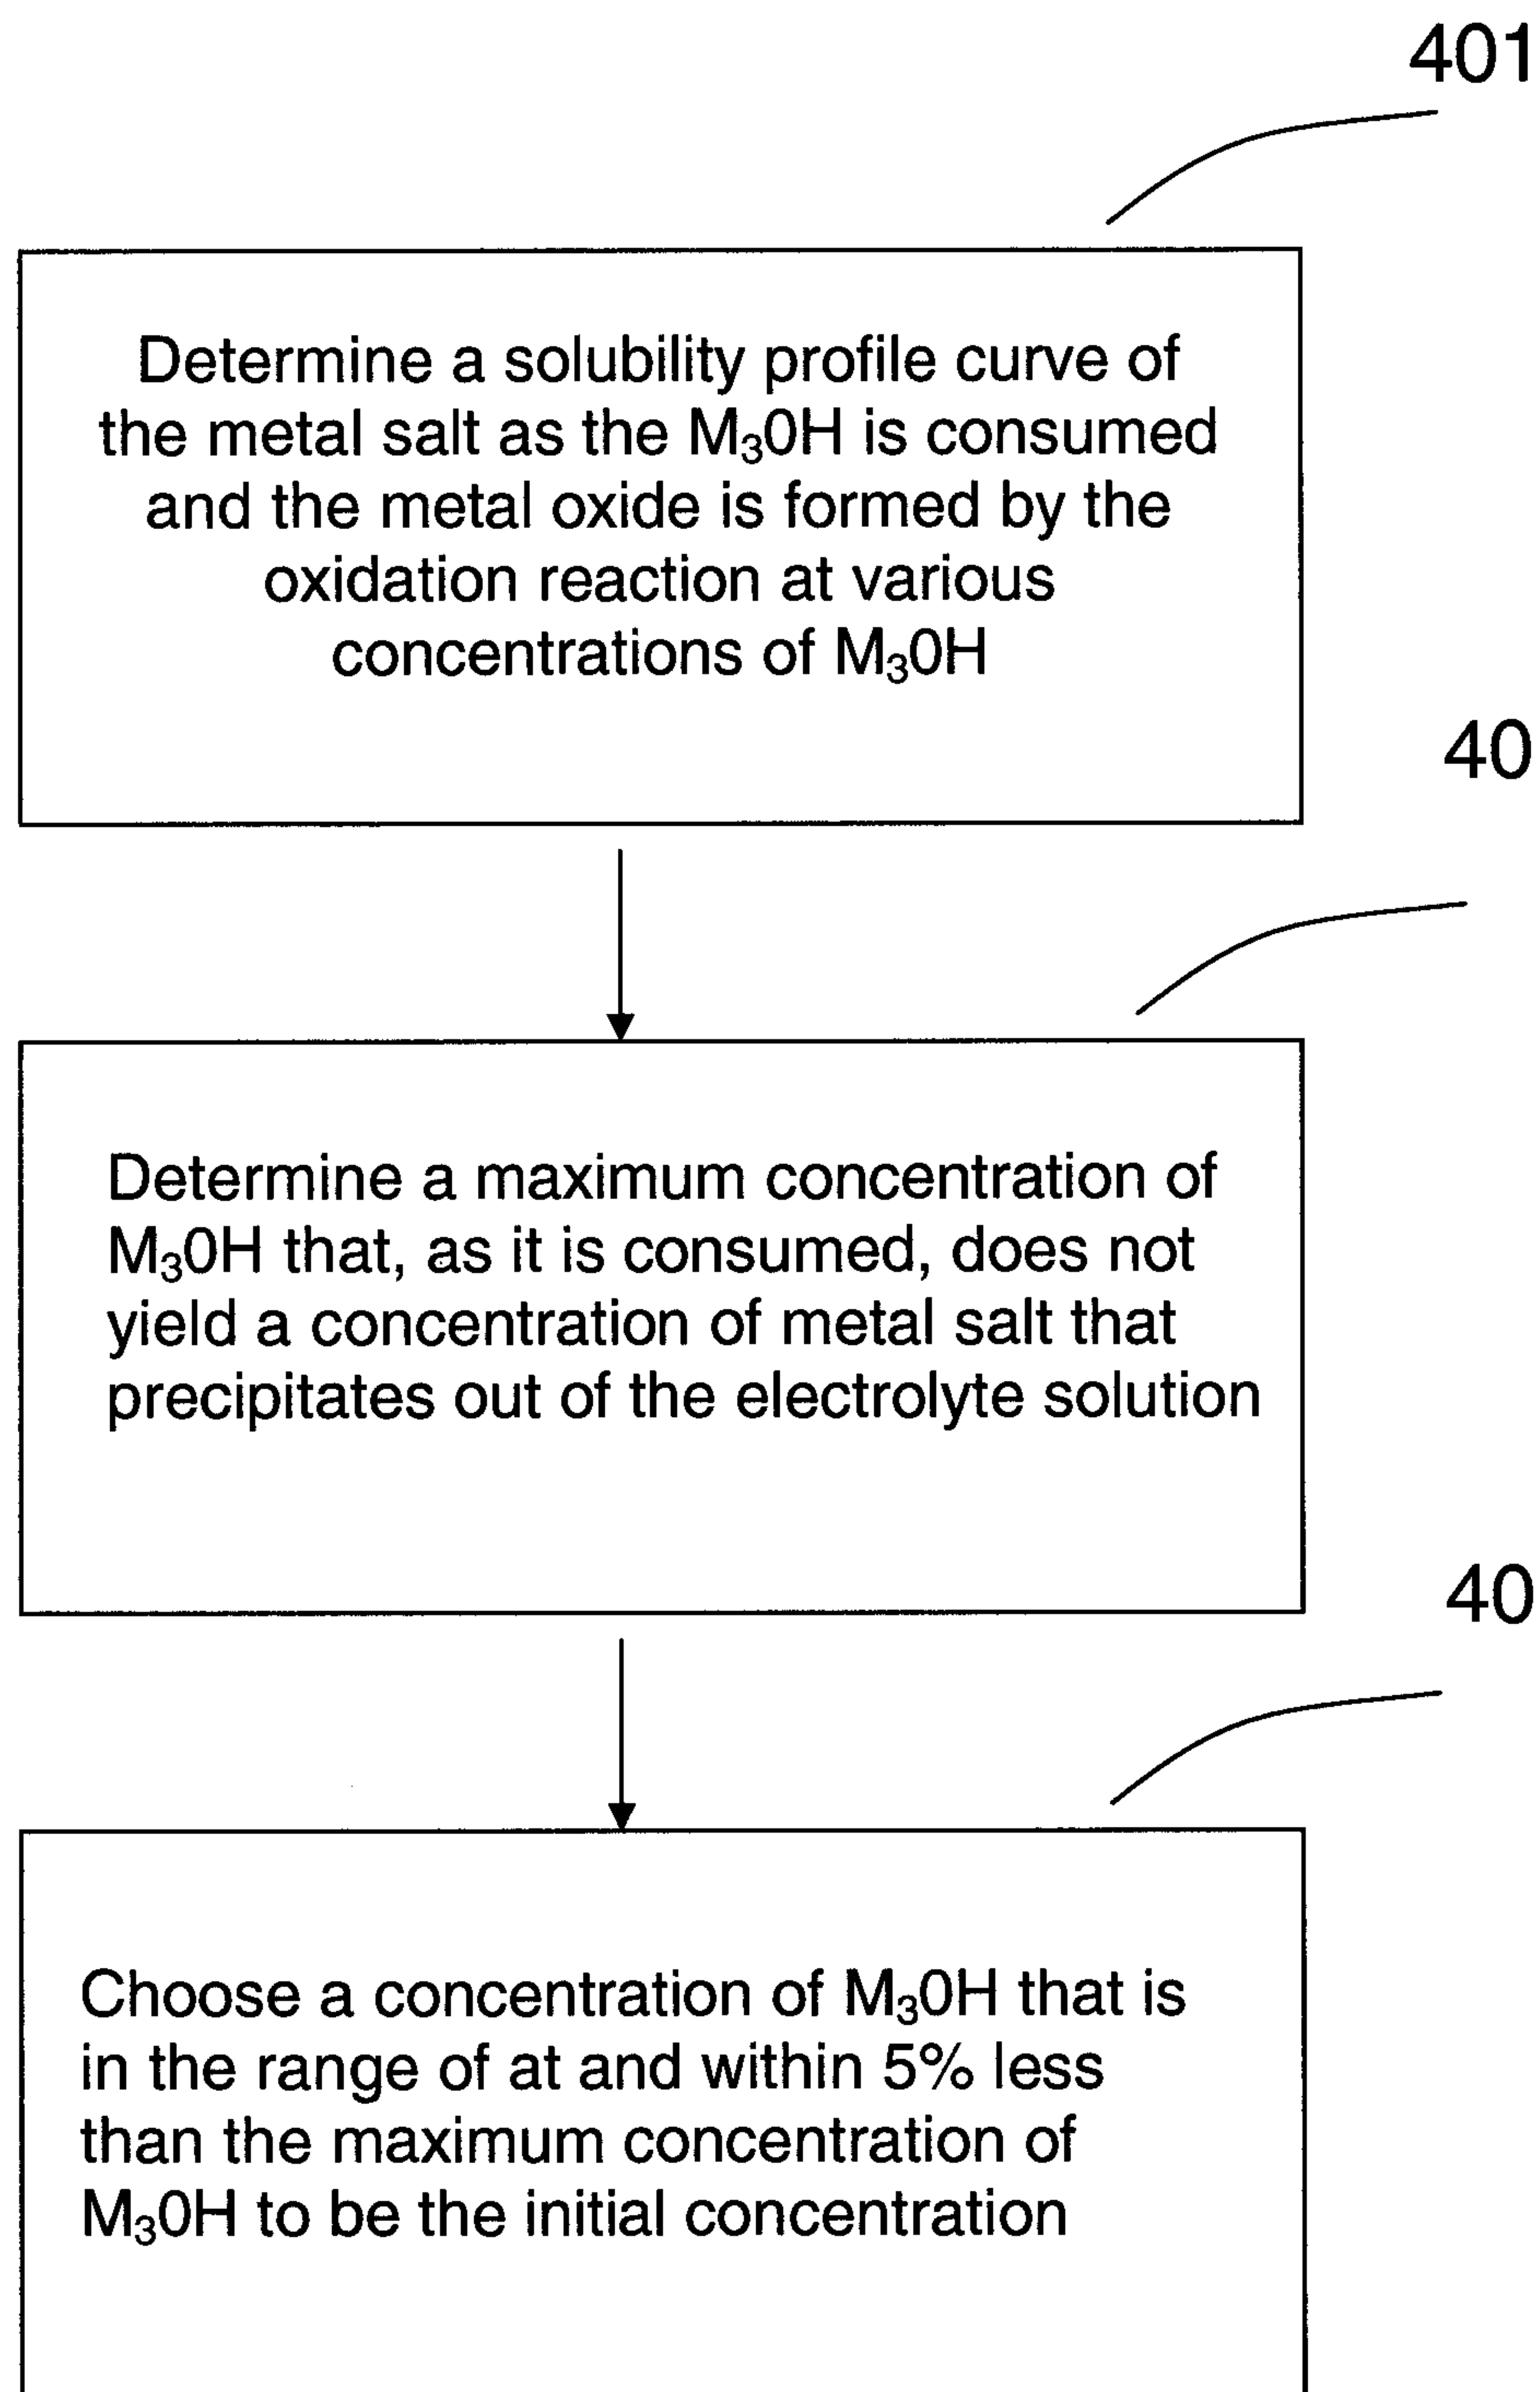 401
Determine a solubility profile curve of
the metal salt as the M₃0H is consumed
and the metal oxide is formed by the
oxidation reaction at various
concentrations of M₃0H
40
Determine a maximum concentration of
M₃0H that, as it is consumed, does not
yield a concentration of metal salt that
precipitates out of the electrolyte solution
40
Choose a concentration of M₃0H that is
in the range of at and within 5% less
than the maximum concentration of
M₃0H to be the initial concentration